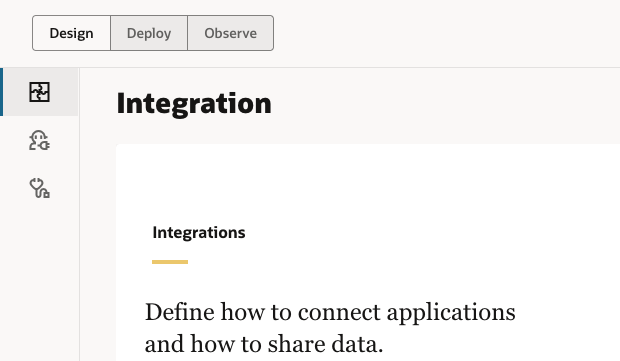 Design
Deploy
Observe
Integration
Integrations
Define how to connect applications
and how to share data.